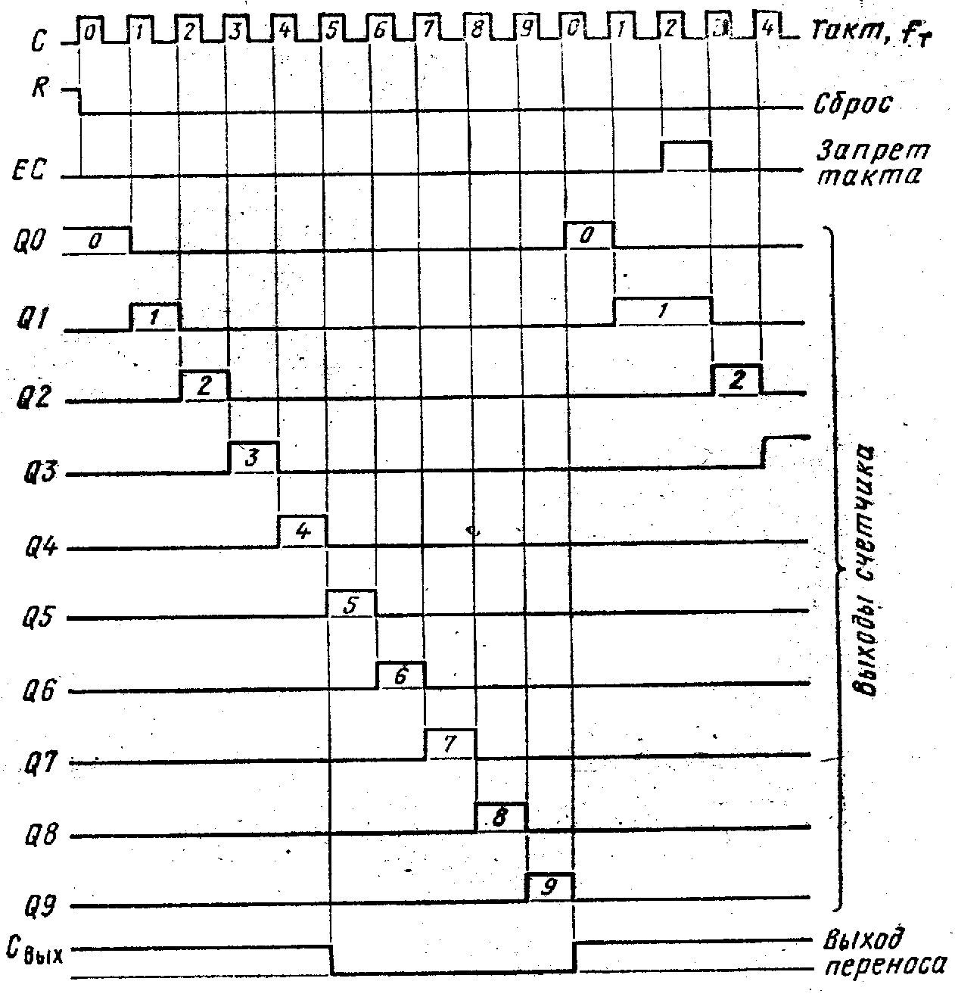 C 0 1 2 3 4 5 6 7 8 9 0 1 2 3 4 Такт, fт
R Сброс
EC Запрет
такта
Q0 0 0
Q1 1 1
Q2 2 2
Q3 3
Q4 4
Q5 5
Q6 6
Q7 7
Q8 8
Q9 9
Выходы счетчика
Cвых Выход
переноса